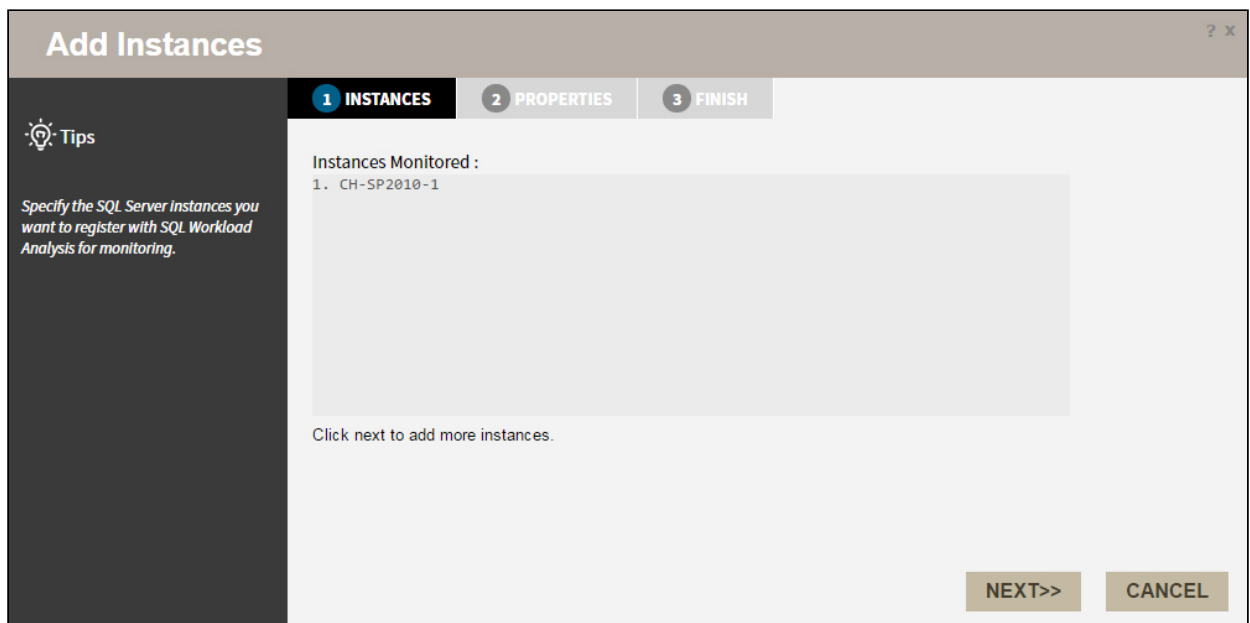 Add Instances
? x
1 INSTANCES
2 PROPERTIES
3 FINISH
Tips
Specify the SQL Server instances you
want to register with SQL Workload
Analysis for monitoring.
Instances Monitored :
1. CH-SP2010-1
Click next to add more instances.
NEXT>>
CANCEL